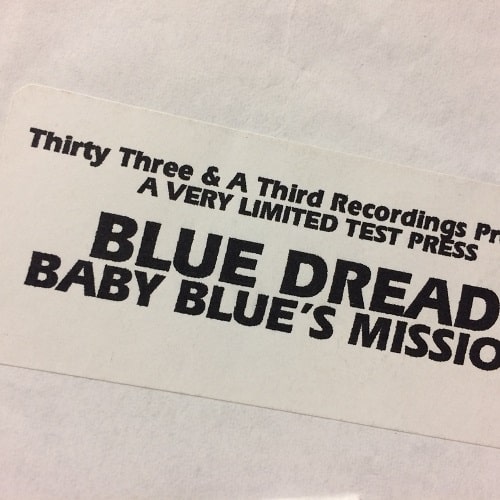 Thirty Three & A Third Recordings Pr
A VERY LIMITED TEST PRESS
BLUE DREAD
BABY BLUE'S MISSIO